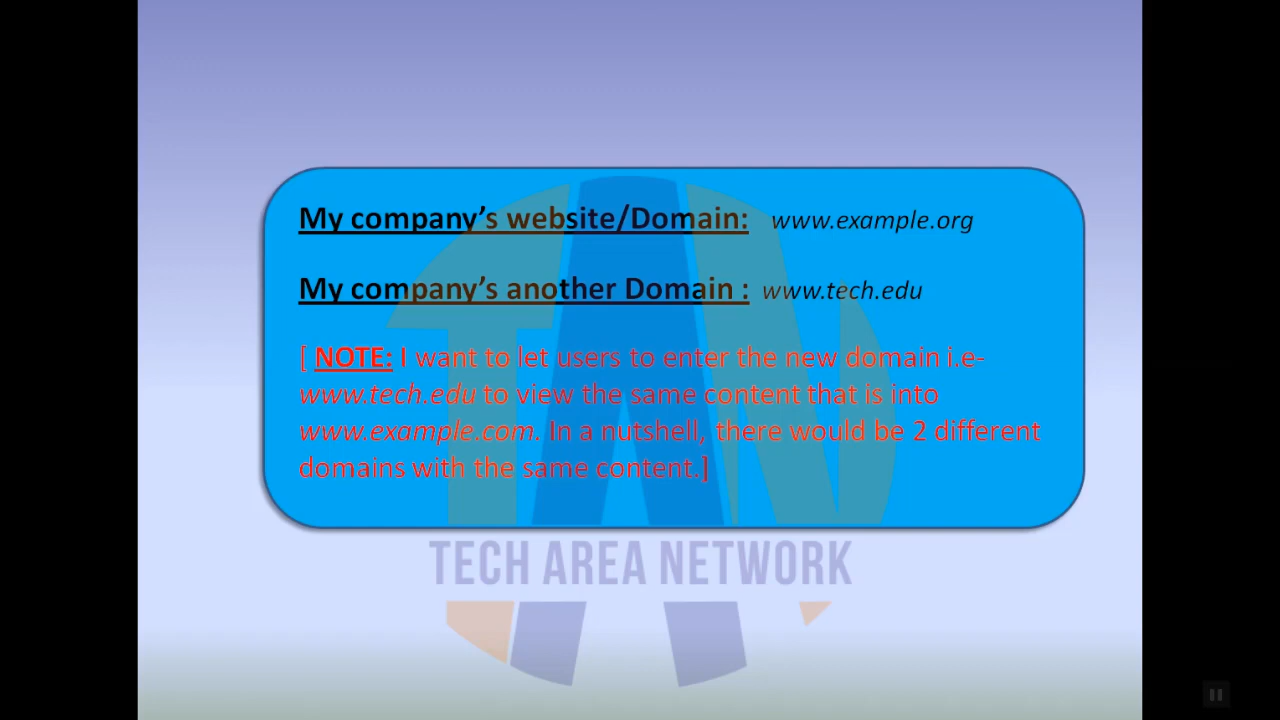 My company's website/Domain: www.example.org
My company's another Domain : www.tech.edu
[ NOTE: I want to let users to enter the new domain i.e-
www.tech.edu to view the same content that is into
www.example.com. In a nutshell, there would be 2 different
domains with the same content.]
TECH AREA NETWORK